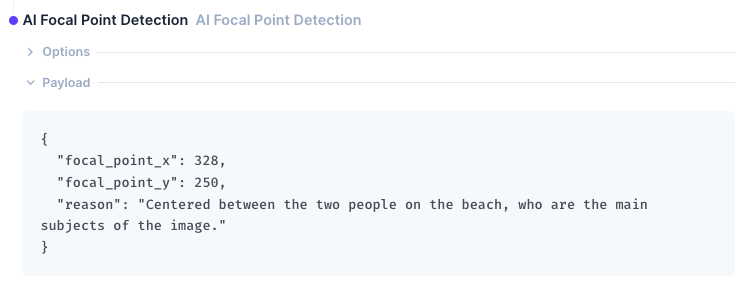 AI Focal Point Detection AI Focal Point Detection
Options
Payload
{
  "focal_point_x": 328,
  "focal_point_y": 250,
  "reason": "Centered between the two people on the beach, who are the main
subjects of the image."
}